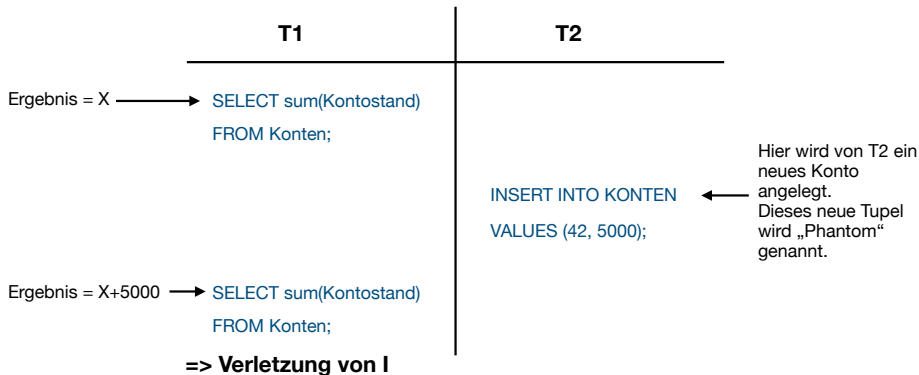 T1
T2
Ergebnis = X
SELECT sum(Kontostand)
FROM Konten;
INSERT INTO KONTEN
VALUES (42, 5000);
Hier wird von T2 ein
neues Konto
angelegt.
Dieses neue Tupel
wird „Phantom“
genannt.
Ergebnis = X+5000
SELECT sum(Kontostand)
FROM Konten;
=> Verletzung von I